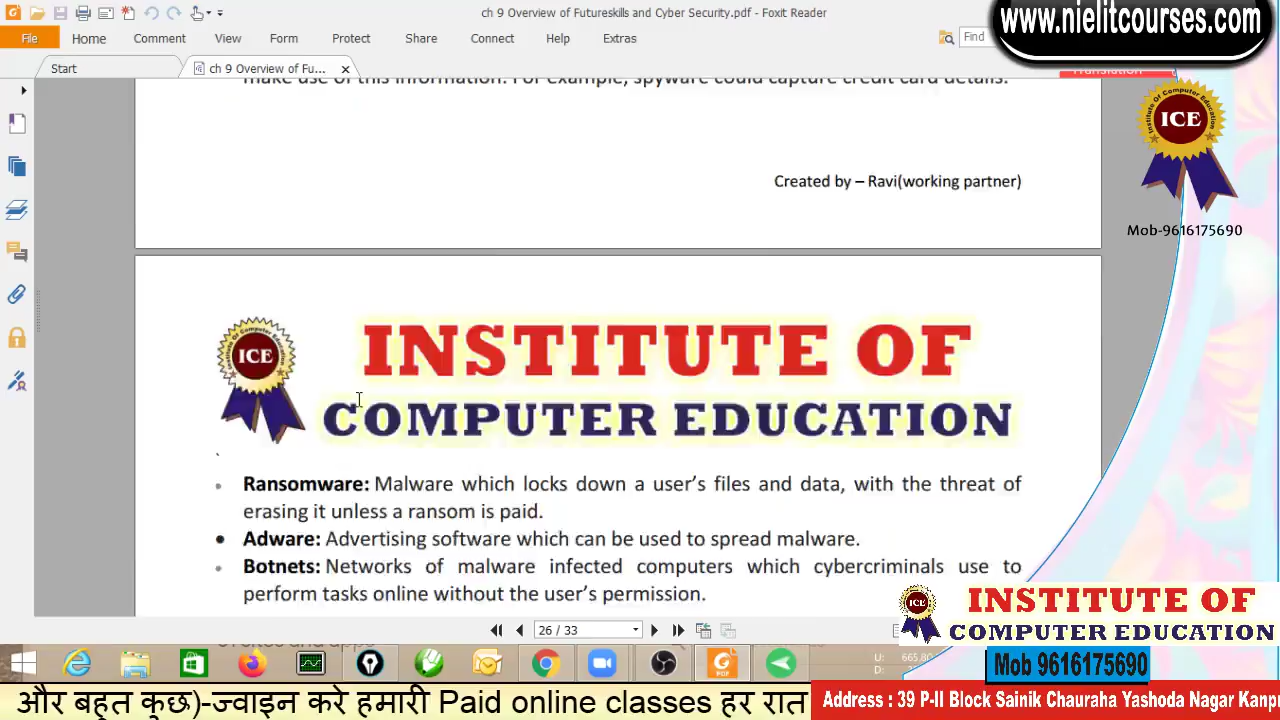 ch 9 Overview of Futureskills and Cyber Security.pdf - Foxit Reader
www.nielitcourses.com
File Home Comment View Form Protect Share Connect Help Extras
Find
Start
ch 9 Overview of Fu...
Translation
make use of this information. For example, spyware could capture credit card details.
ICE
Created by – Ravi(working partner)
Mob-9616175690
ICE
INSTITUTE OF
COMPUTER EDUCATION
Ransomware: Malware which locks down a user's files and data, with the threat of
erasing it unless a ransom is paid.
Adware: Advertising software which can be used to spread malware.
Botnets: Networks of malware infected computers which cybercriminals use to
perform tasks online without the user's permission.
26 / 33
ICE
INSTITUTE OF
COMPUTER EDUCATION
Mob 9616175690
U: 665.80
D:
और बहुत कुछ)-ज्वाइन करे हमारी Paid online classes हर रात
Address : 39 P-II Block Sainik Chauraha Yashoda Nagar Kanp